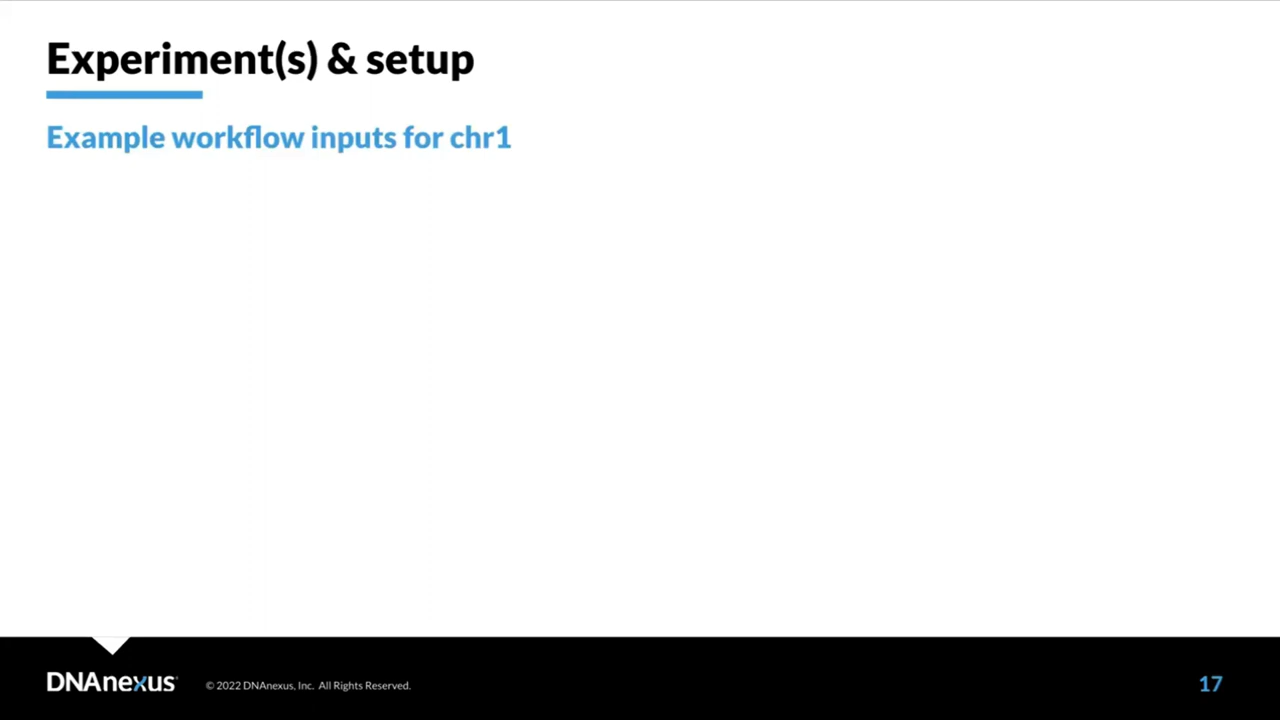 Experiment(s) & setup
Example workflow inputs for chr1
DNAnexus © 2022 DNAnexus, Inc. All Rights Reserved. 17